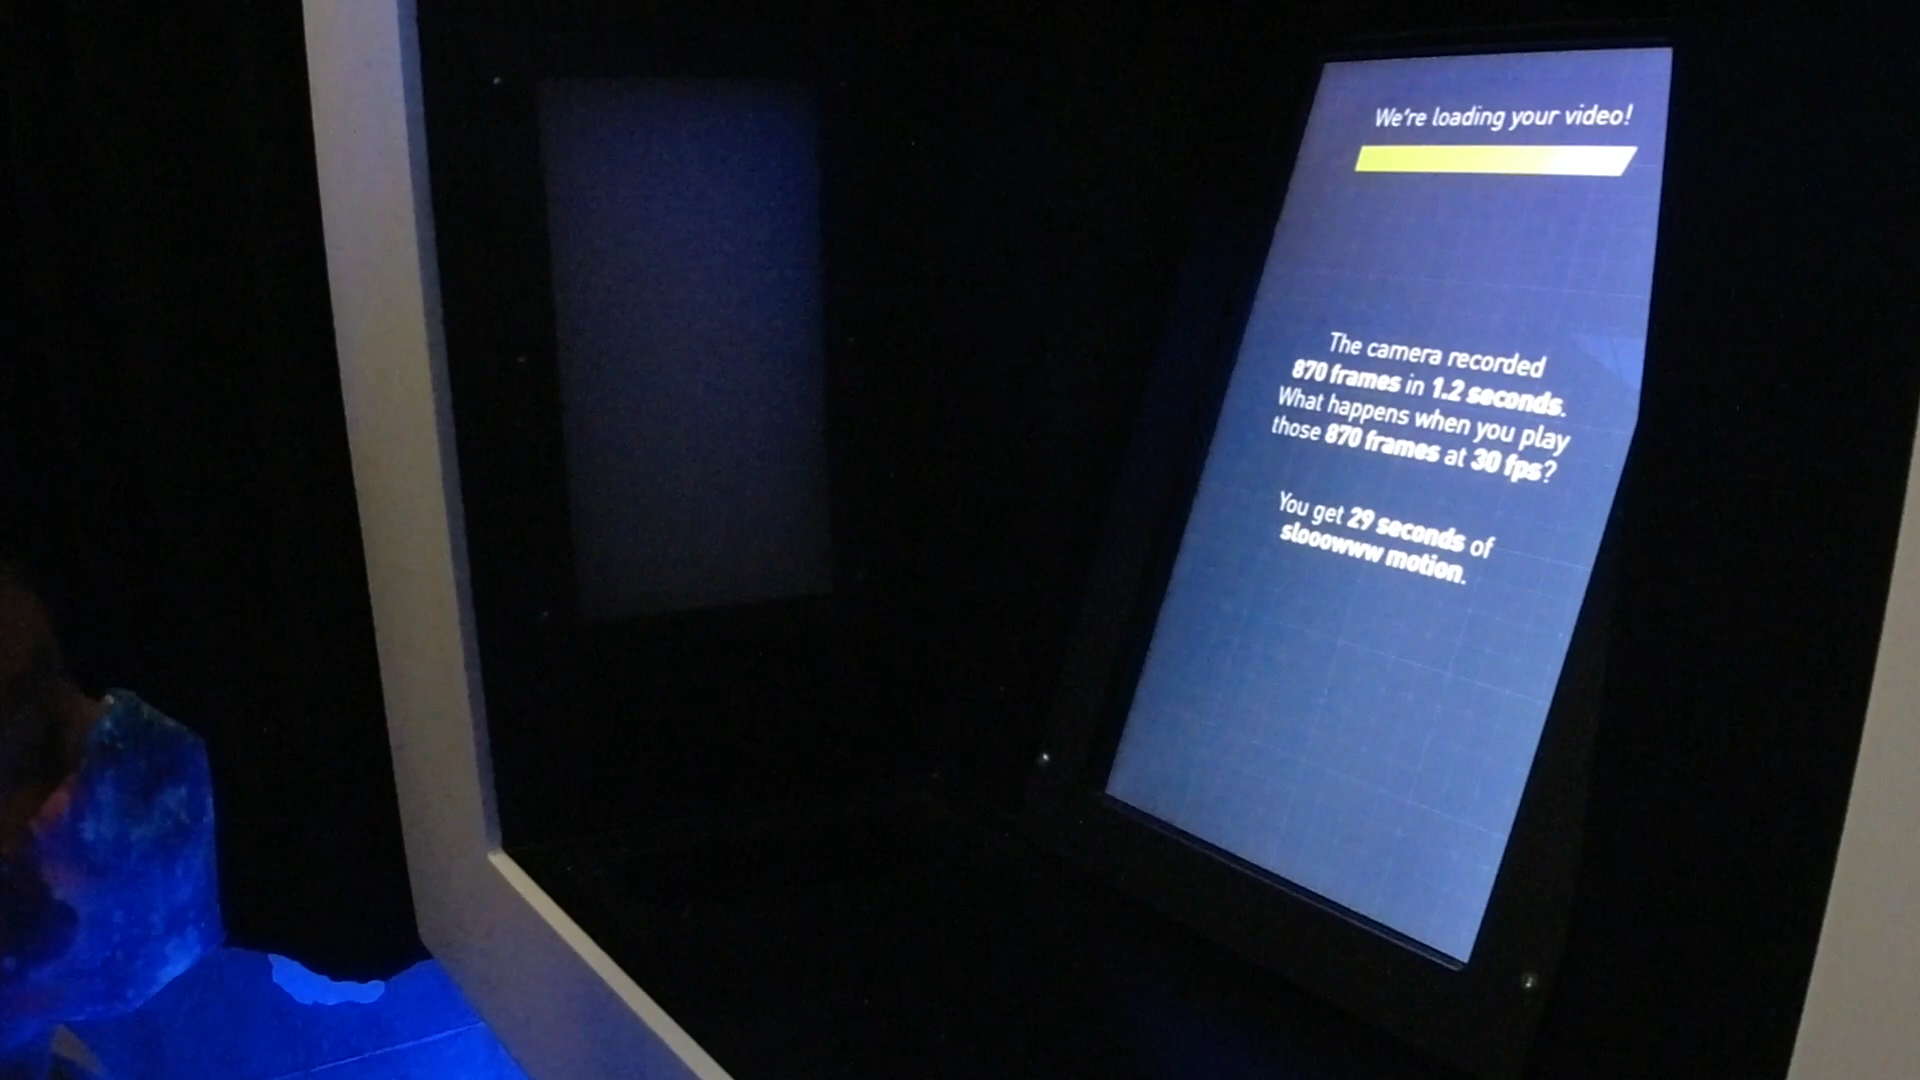 We're loading your video!
The camera recorded
870 frames in 1.2 seconds.
What happens when you play
those 870 frames at 30 fps?
You get 29 seconds of
slooowww motion.